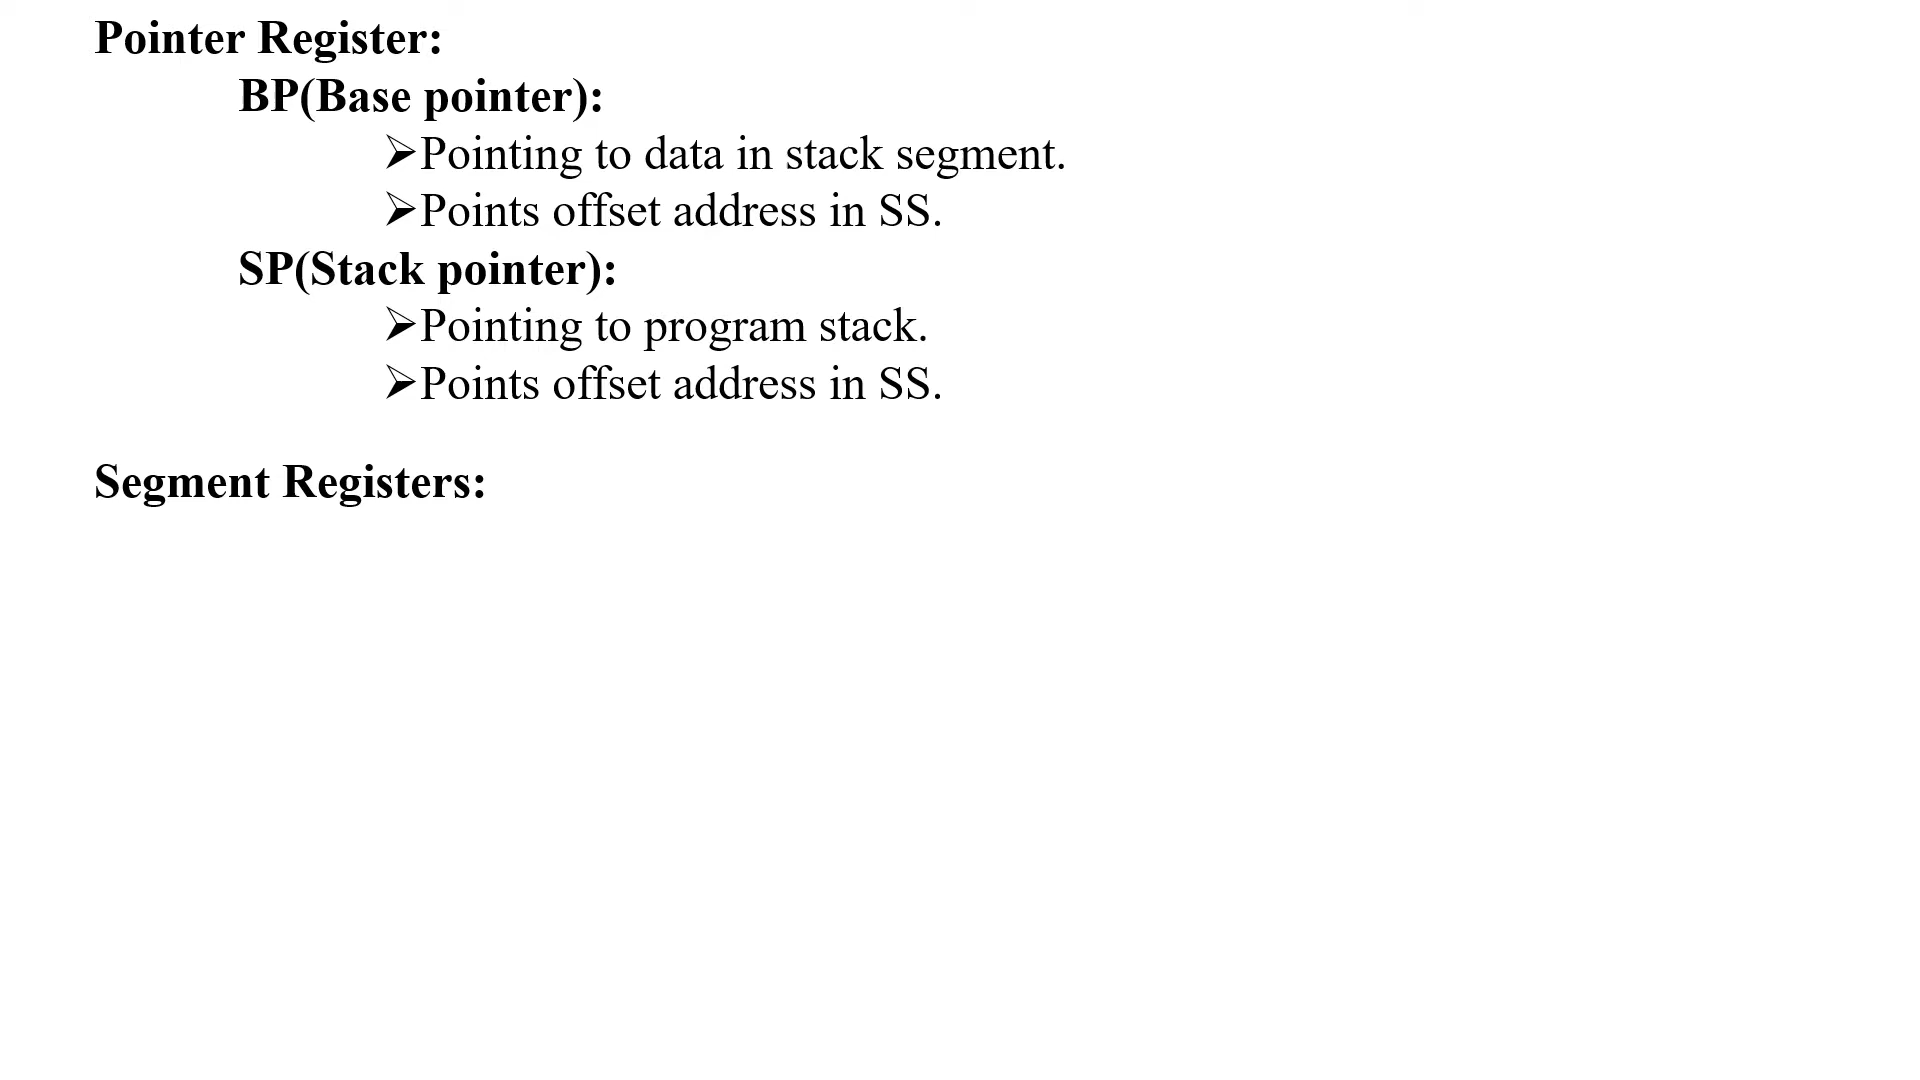 Pointer Register:
BP(Base pointer):
➢Pointing to data in stack segment.
➢Points offset address in SS.
SP(Stack pointer):
➢Pointing to program stack.
➢Points offset address in SS.
Segment Registers: